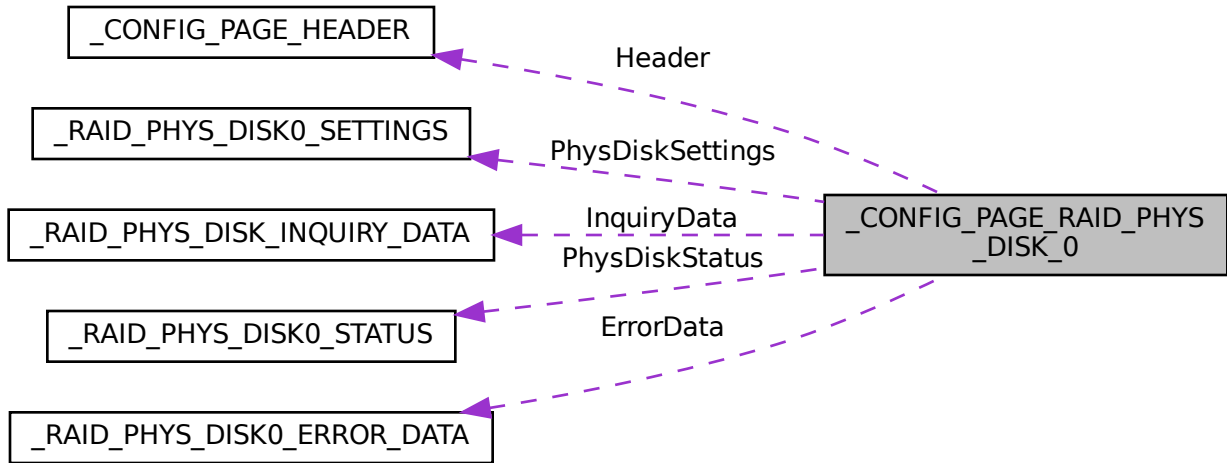 _CONFIG_PAGE_HEADER
Header
_RAID_PHYS_DISK0_SETTINGS
PhysDiskSettings
_RAID_PHYS_DISK_INQUIRY_DATA
InquiryData
_CONFIG_PAGE_RAID_PHYS
_DISK_0
PhysDiskStatus
_RAID_PHYS_DISK0_STATUS
ErrorData
_RAID_PHYS_DISK0_ERROR_DATA